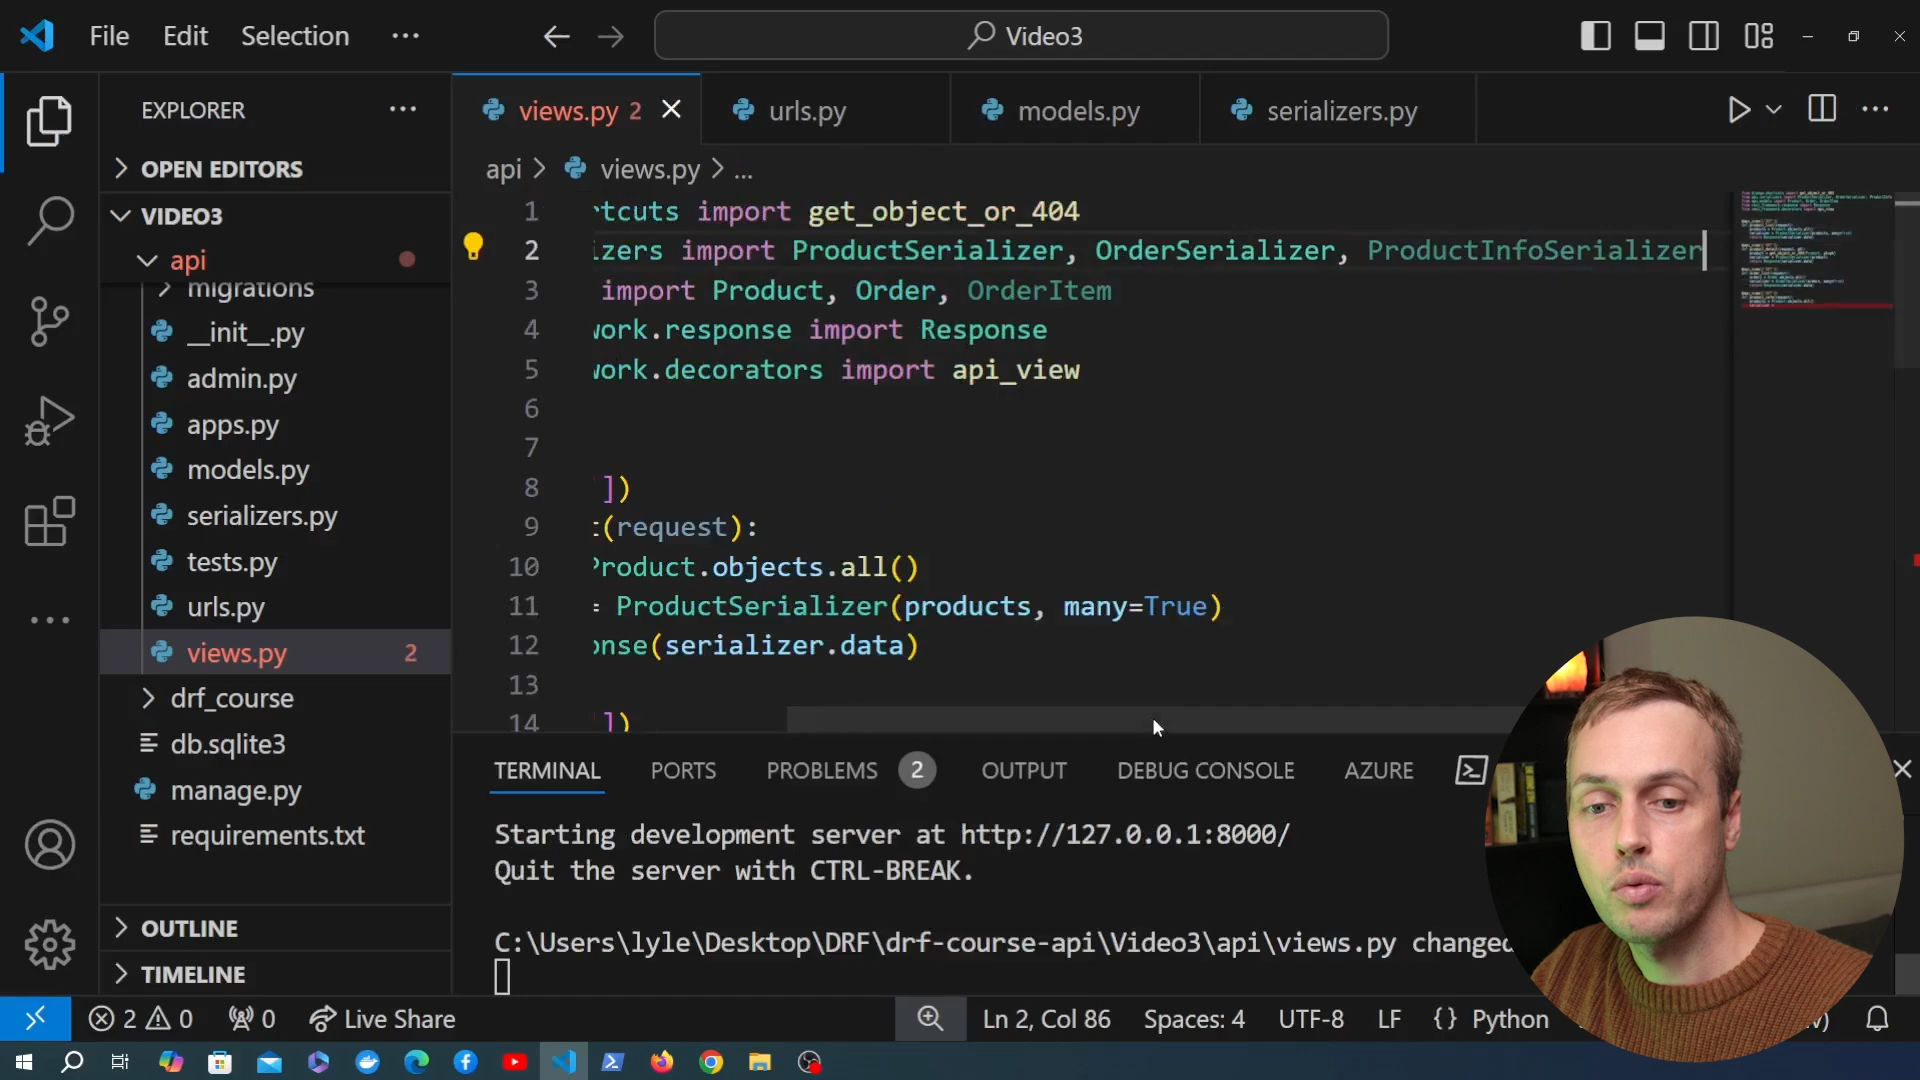 File Edit Selection ···
Video3
EXPLORER
OPEN EDITORS
VIDEO3
api
migrations
__init__.py
admin.py
apps.py
models.py
serializers.py
tests.py
urls.py
views.py 2
drf_course
db.sqlite3
manage.py
requirements.txt
OUTLINE
TIMELINE
views.py 2 urls.py models.py serializers.py
api > views.py > ...
1 rtcuts import get_object_or_404
2 izers import ProductSerializer, OrderSerializer, ProductInfoSerializer
3 import Product, Order, OrderItem
4 work.response import Response
5 work.decorators import api_view
6
7
8 '])
9 t(request):
10 Product.objects.all()
11 = ProductSerializer(products, many=True)
12 onse(serializer.data)
13
14 '])
TERMINAL PORTS PROBLEMS 2 OUTPUT DEBUG CONSOLE AZURE
Starting development server at http://127.0.0.1:8000/
Quit the server with CTRL-BREAK.
C:\Users\lyle\Desktop\DRF\drf-course-api\Video3\api\views.py changed
2 0 0 Live Share Ln 2, Col 86 Spaces: 4 UTF-8 LF {} Python